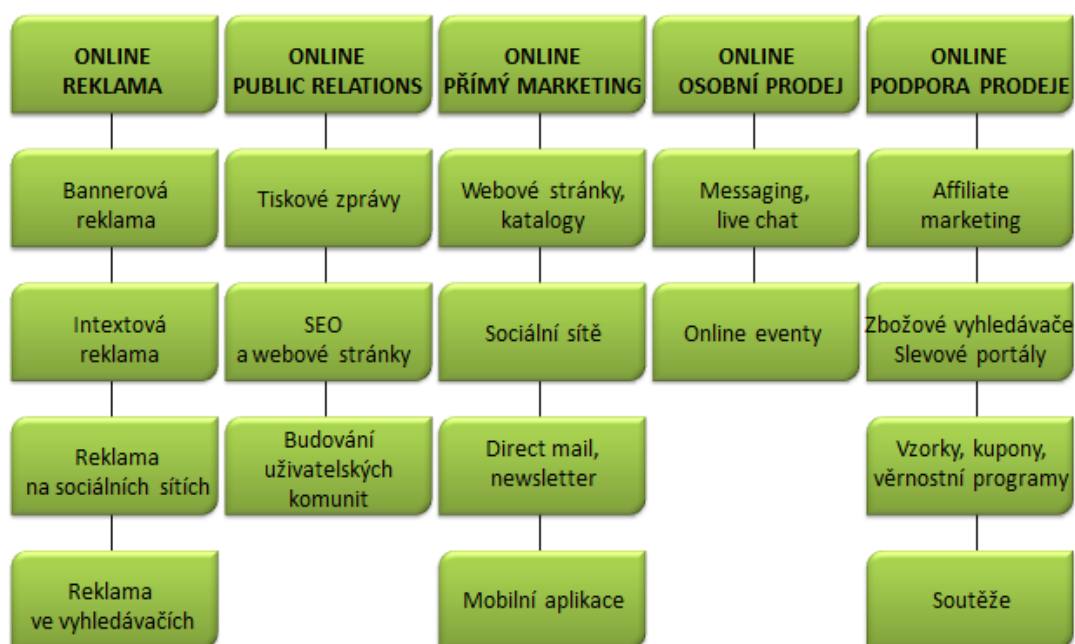 ONLINE
REKLAMA
Bannerová
reklama
Intextová
reklama
Reklama
na sociálních sítích
Reklama
ve vyhledávačích
ONLINE
PUBLIC RELATIONS
Tiskové zprávy
SEO
a webové stránky
Budování
uživatelských
komunit
ONLINE
PŘÍMÝ MARKETING
Webové stránky,
katalogy
Sociální sítě
Direct mail,
newsletter
Mobilní aplikace
ONLINE
OSOBNÍ PRODEJ
Messaging,
live chat
Online eventy
ONLINE
PODPORA PRODEJE
Affiliate
marketing
Zbožové vyhledávače
Slevové portály
Vzorky, kupony,
věrnostní programy
Soutěže